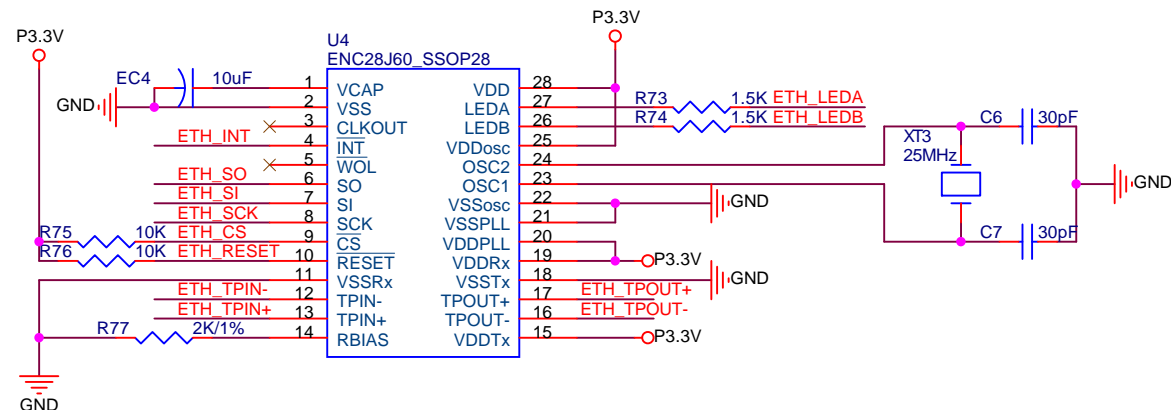 P3.3V
P3.3V
U4
ENC28J60_SSOP28
EC4 10uF
GND
ETH_INT
ETH_SO
ETH_SI
ETH_SCK
R75 10K ETH_CS
R76 10K ETH_RESET
ETH_TPIN-
ETH_TPIN+
R77 2K/1%
GND
1 VCAP
2 VSS
3 CLKOUT
4 INT
5 WOL
6 SO
7 SI
8 SCK
9 CS
10 RESET
11 VSSRx
12 TPIN-
13 TPIN+
14 RBIAS
VDD 28
LEDA 27
LEDB 26
VDDosc 25
OSC2 24
OSC1 23
VSSosc 22
VSSPLL 21
VDDPLL 20
VDDRx 19
VSSTx 18
TPOUT+ 17
TPOUT- 16
VDDTx 15
R73 1.5K ETH_LEDA
R74 1.5K ETH_LEDB
GND
P3.3V
GND
ETH_TPOUT+
ETH_TPOUT-
P3.3V
XT3
25MHz
C6 30pF
GND
C7 30pF